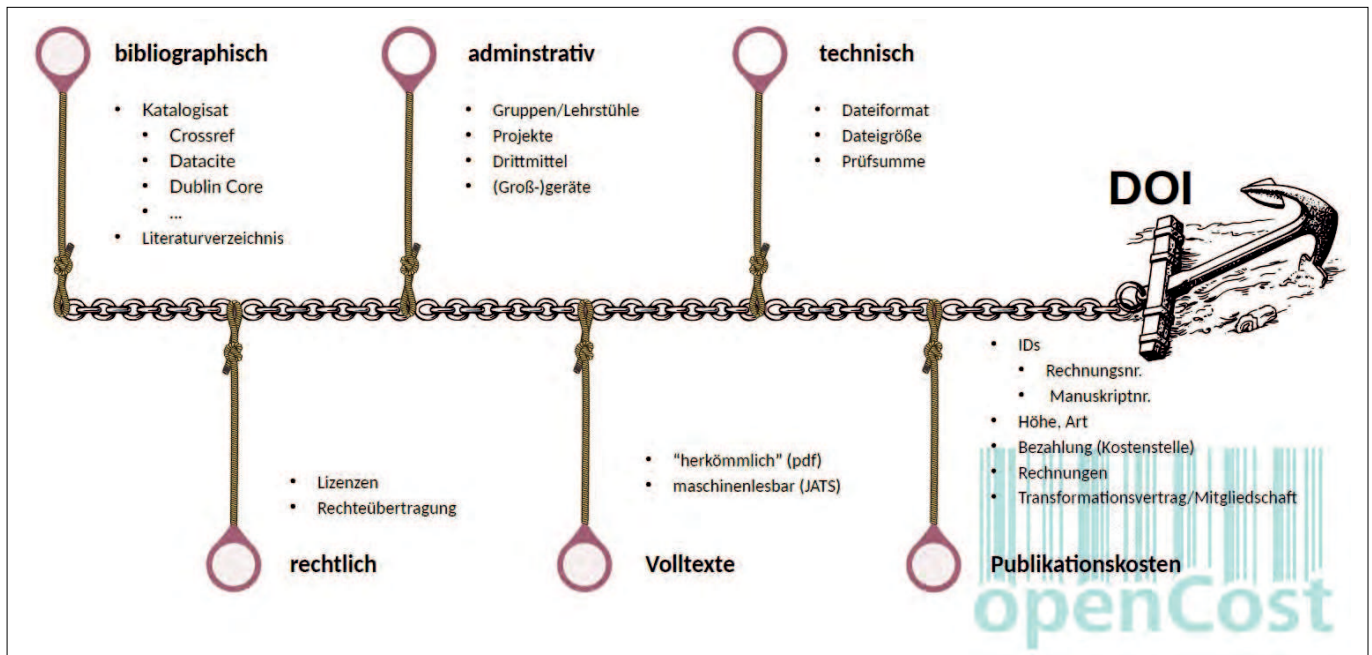 bibliographisch
Katalogisat
Crossref
Datacite
Dublin Core
...
Literaturverzeichnis
adminstrativ
Gruppen/Lehrstühle
Projekte
Drittmittel
(Groß-)geräte
technisch
Dateiformat
Dateigröße
Prüfsumme
DOI
Lizenzen
Rechteübertragung
rechtlich
"herkömmlich" (pdf)
maschinenlesbar (JATS)
Volltexte
IDs
Rechnungsnr.
Manuskriptnr.
Höhe, Art
Bezahlung (Kostenstelle)
Rechnungen
Transformationsvertrag/Mitgliedschaft
Publikationskosten
openCost